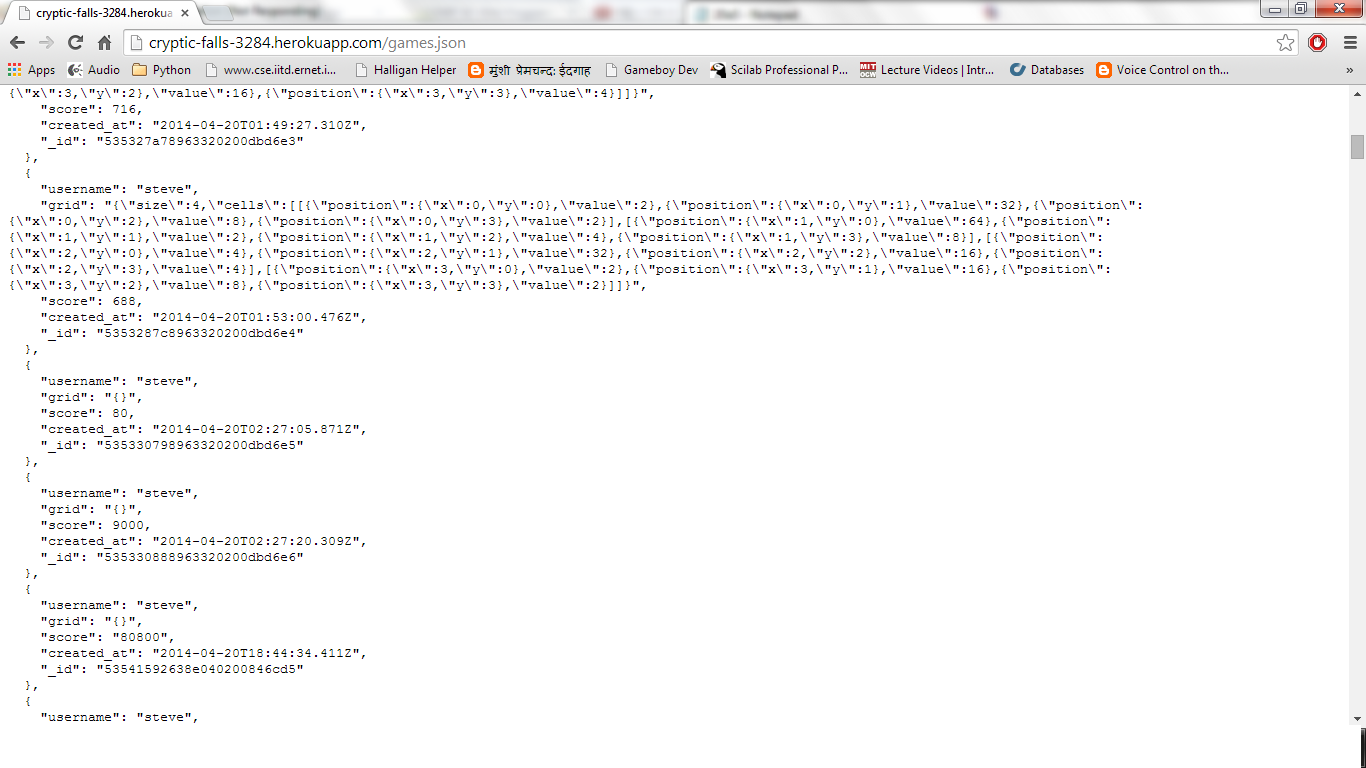 cryptic-falls-3284.herokua
cryptic-falls-3284.herokuapp.com/games.json
Apps Audio Python www.cse.iitd.ernet.i... Halligan Helper मुंशी प्रेमचन्द: ईदगाह Gameboy Dev Scilab Professional P... MIT OCW Lecture Videos | Intr... Databases Voice Control on th... »
{\"x\":3,\"y\":2},\"value\":16},{\"position\":{\"x\":3,\"y\":3},\"value\":4}]]}",
"score": 716,
"created_at": "2014-04-20T01:49:27.310Z",
"_id": "535327a78963320200dbd6e3"
},
{
"username": "steve",
"grid": "{\"size\":4,\"cells\":[[{\"position\":{\"x\":0,\"y\":0},\"value\":2},{\"position\":{\"x\":0,\"y\":1},\"value\":32},{\"position\":
{\"x\":0,\"y\":2},\"value\":8},{\"position\":{\"x\":0,\"y\":3},\"value\":2}],[{\"position\":{\"x\":1,\"y\":0},\"value\":64},{\"position\":
{\"x\":1,\"y\":1},\"value\":2},{\"position\":{\"x\":1,\"y\":2},\"value\":4},{\"position\":{\"x\":1,\"y\":3},\"value\":8}],[{\"position\":
{\"x\":2,\"y\":0},\"value\":4},{\"position\":{\"x\":2,\"y\":1},\"value\":32},{\"position\":{\"x\":2,\"y\":2},\"value\":16},{\"position\":
{\"x\":2,\"y\":3},\"value\":4}],[{\"position\":{\"x\":3,\"y\":0},\"value\":2},{\"position\":{\"x\":3,\"y\":1},\"value\":16},{\"position\":
{\"x\":3,\"y\":2},\"value\":8},{\"position\":{\"x\":3,\"y\":3},\"value\":2}]]}",
"score": 688,
"created_at": "2014-04-20T01:53:00.476Z",
"_id": "5353287c8963320200dbd6e4"
},
{
"username": "steve",
"grid": "{}",
"score": 80,
"created_at": "2014-04-20T02:27:05.871Z",
"_id": "535330798963320200dbd6e5"
},
{
"username": "steve",
"grid": "{}",
"score": 9000,
"created_at": "2014-04-20T02:27:20.309Z",
"_id": "535330888963320200dbd6e6"
},
{
"username": "steve",
"grid": "{}",
"score": "80800",
"created_at": "2014-04-20T18:44:34.411Z",
"_id": "53541592638e040200846cd5"
},
{
"username": "steve",